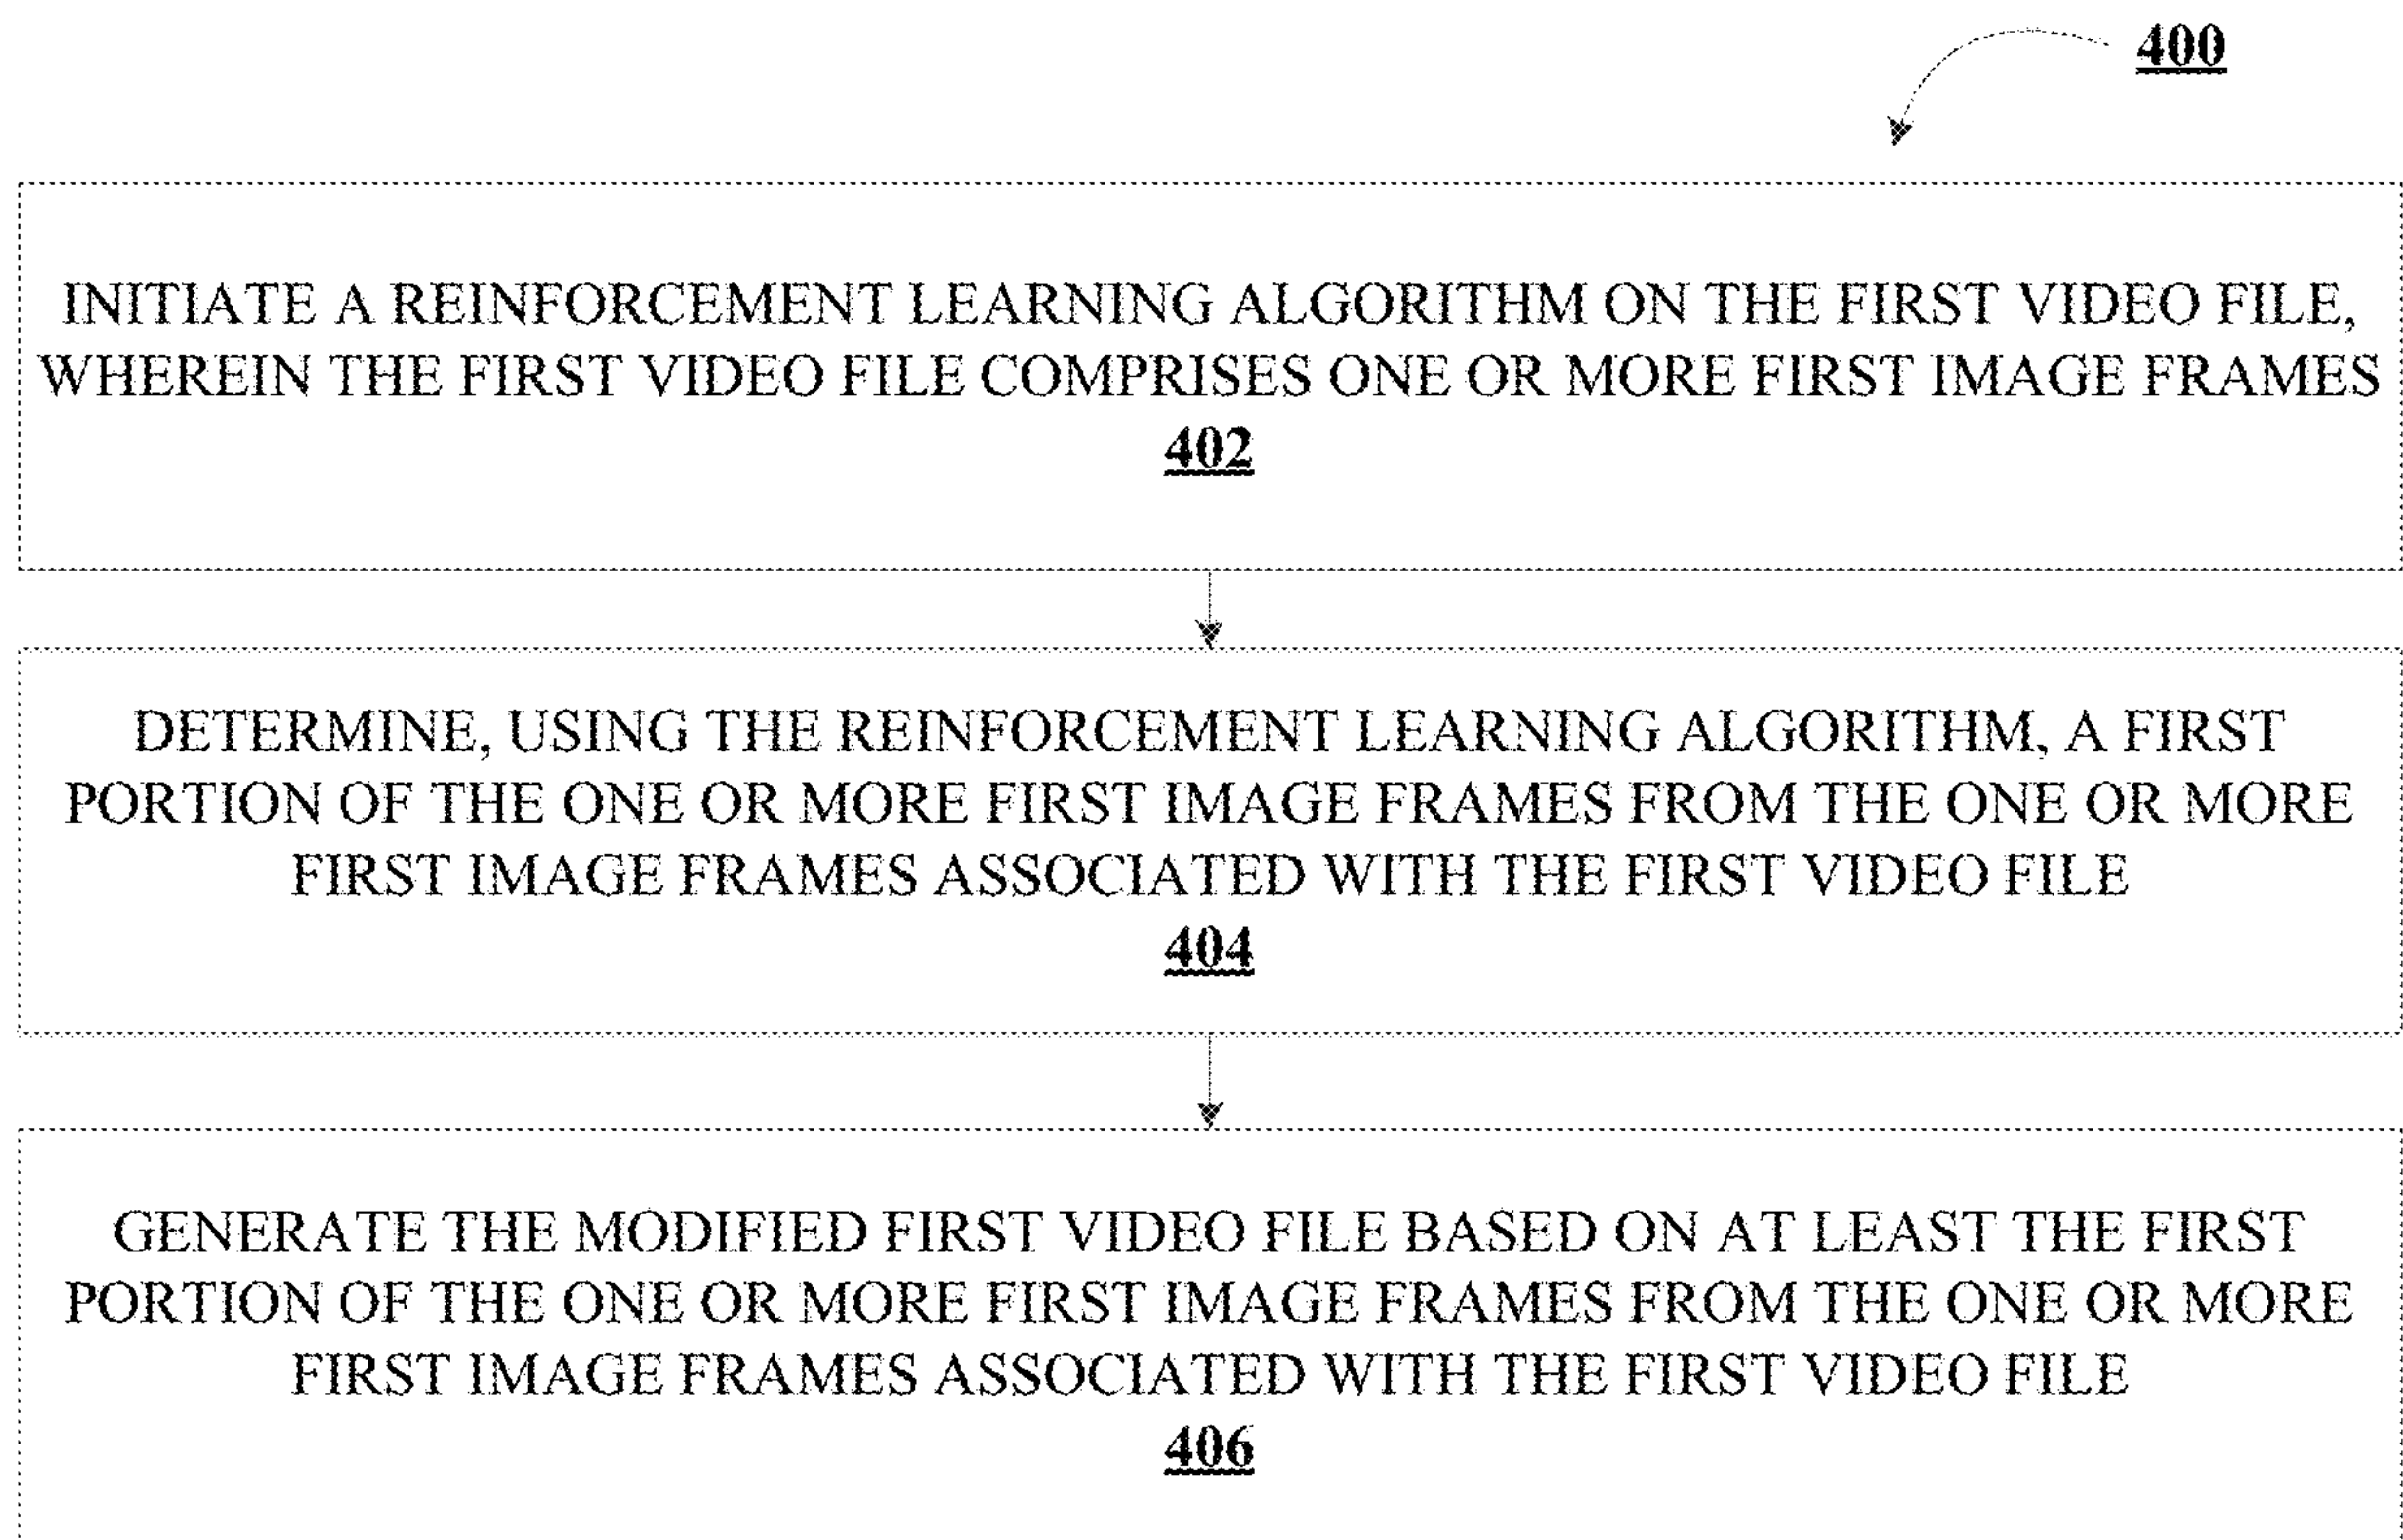 400
INITIATE A REINFORCEMENT LEARNING ALGORITHM ON THE FIRST VIDEO FILE,
WHEREIN THE FIRST VIDEO FILE COMPRISES ONE OR MORE FIRST IMAGE FRAMES
402
DETERMINE, USING THE REINFORCEMENT LEARNING ALGORITHM, A FIRST
PORTION OF THE ONE OR MORE FIRST IMAGE FRAMES FROM THE ONE OR MORE
FIRST IMAGE FRAMES ASSOCIATED WITH THE FIRST VIDEO FILE
404
GENERATE THE MODIFIED FIRST VIDEO FILE BASED ON AT LEAST THE FIRST
PORTION OF THE ONE OR MORE FIRST IMAGE FRAMES FROM THE ONE OR MORE
FIRST IMAGE FRAMES ASSOCIATED WITH THE FIRST VIDEO FILE
406